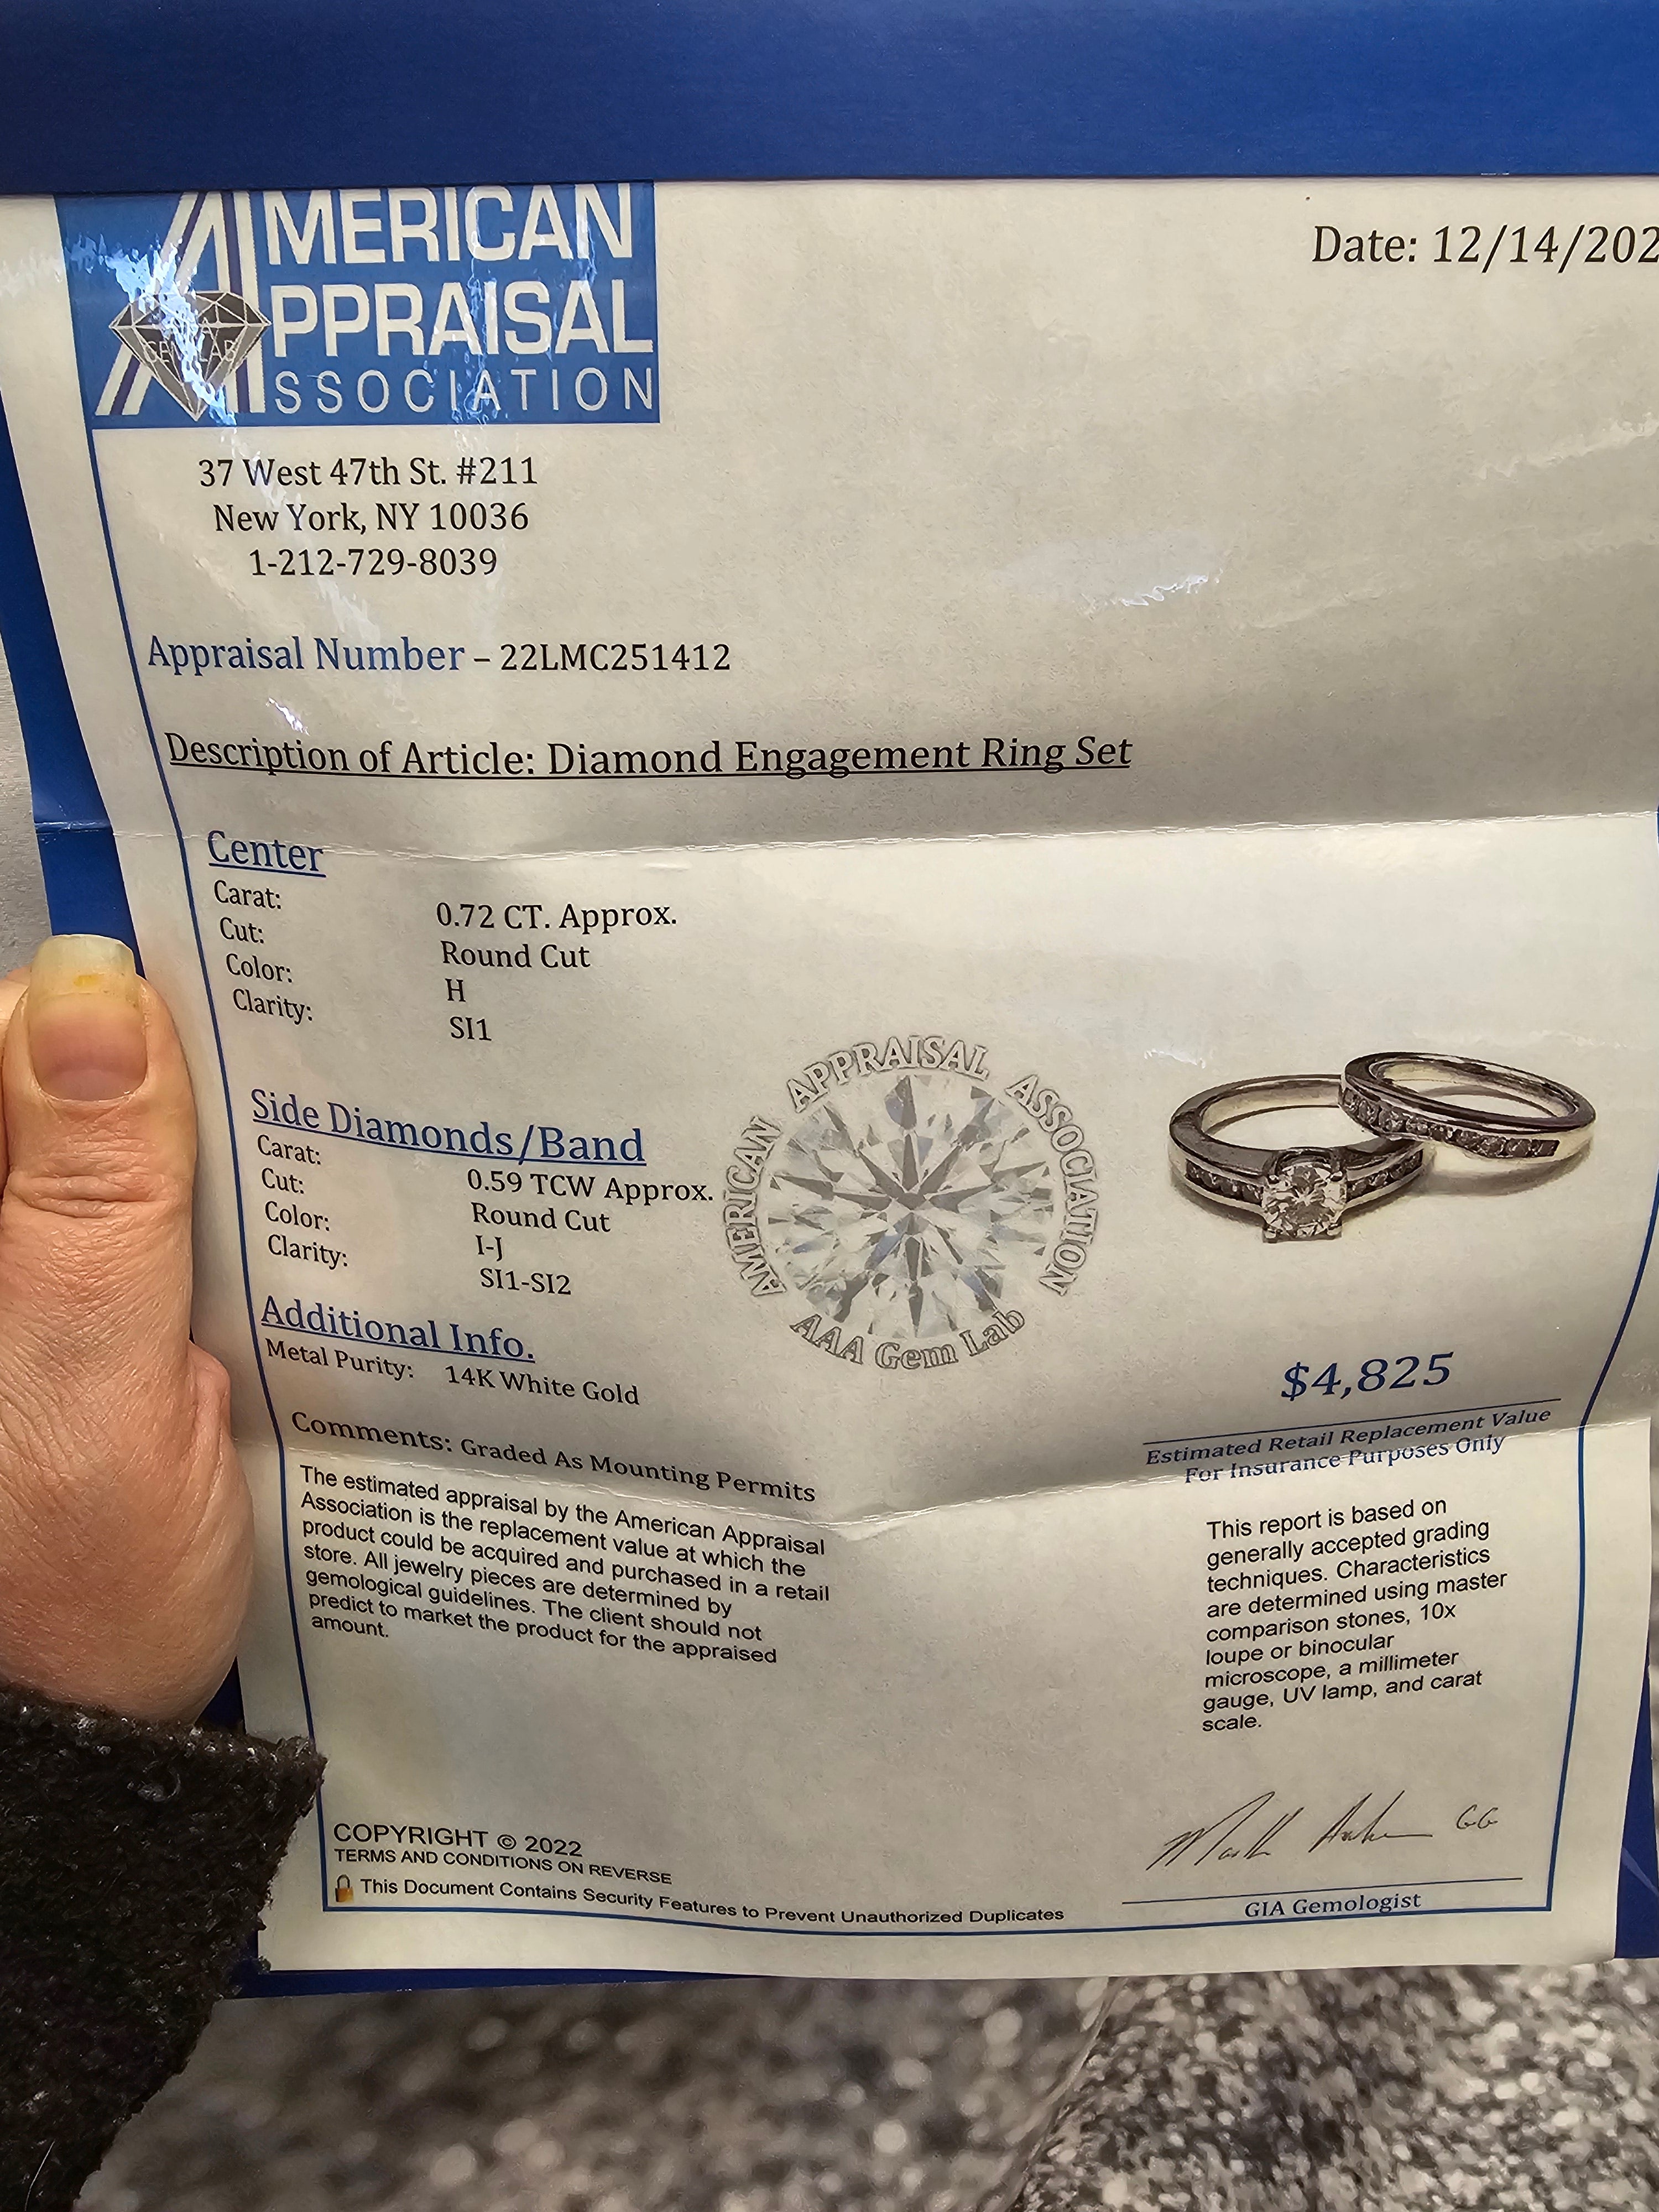 AMERICAN
APPRAISAL
ASSOCIATION
GEM LAB
Date: 12/14/202
37 West 47th St. #211
New York, NY 10036
1-212-729-8039
Appraisal Number – 22LMC251412
Description of Article: Diamond Engagement Ring Set
Center
Carat: 0.72 CT. Approx.
Cut: Round Cut
Color: H
Clarity: SI1
Side Diamonds/Band
Carat: 0.59 TCW Approx.
Cut: Round Cut
Color: I-J
Clarity: SI1-SI2
Additional Info.
Metal Purity: 14K White Gold
Comments: Graded As Mounting Permits
AMERICAN APPRAISAL ASSOCIATION
AAA Gem Lab
$4,825
Estimated Retail Replacement Value
For Insurance Purposes Only
The estimated appraisal by the American Appraisal
Association is the replacement value at which the
product could be acquired and purchased in a retail
store. All jewelry pieces are determined by
gemological guidelines. The client should not
predict to market the product for the appraised
amount.
This report is based on
generally accepted grading
techniques. Characteristics
are determined using master
comparison stones, 10x
loupe or binocular
microscope, a millimeter
gauge, UV lamp, and carat
scale.
COPYRIGHT © 2022
TERMS AND CONDITIONS ON REVERSE
This Document Contains Security Features to Prevent Unauthorized Duplicates
GG
GIA Gemologist